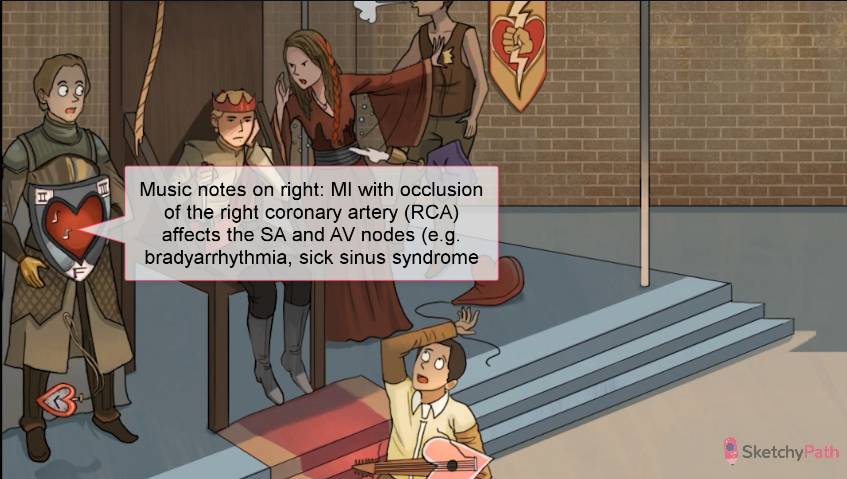 Music notes on right: MI with occlusion
of the right coronary artery (RCA)
affects the SA and AV nodes (e.g.
bradyarrhythmia, sick sinus syndrome
II
III
F
SketchyPath